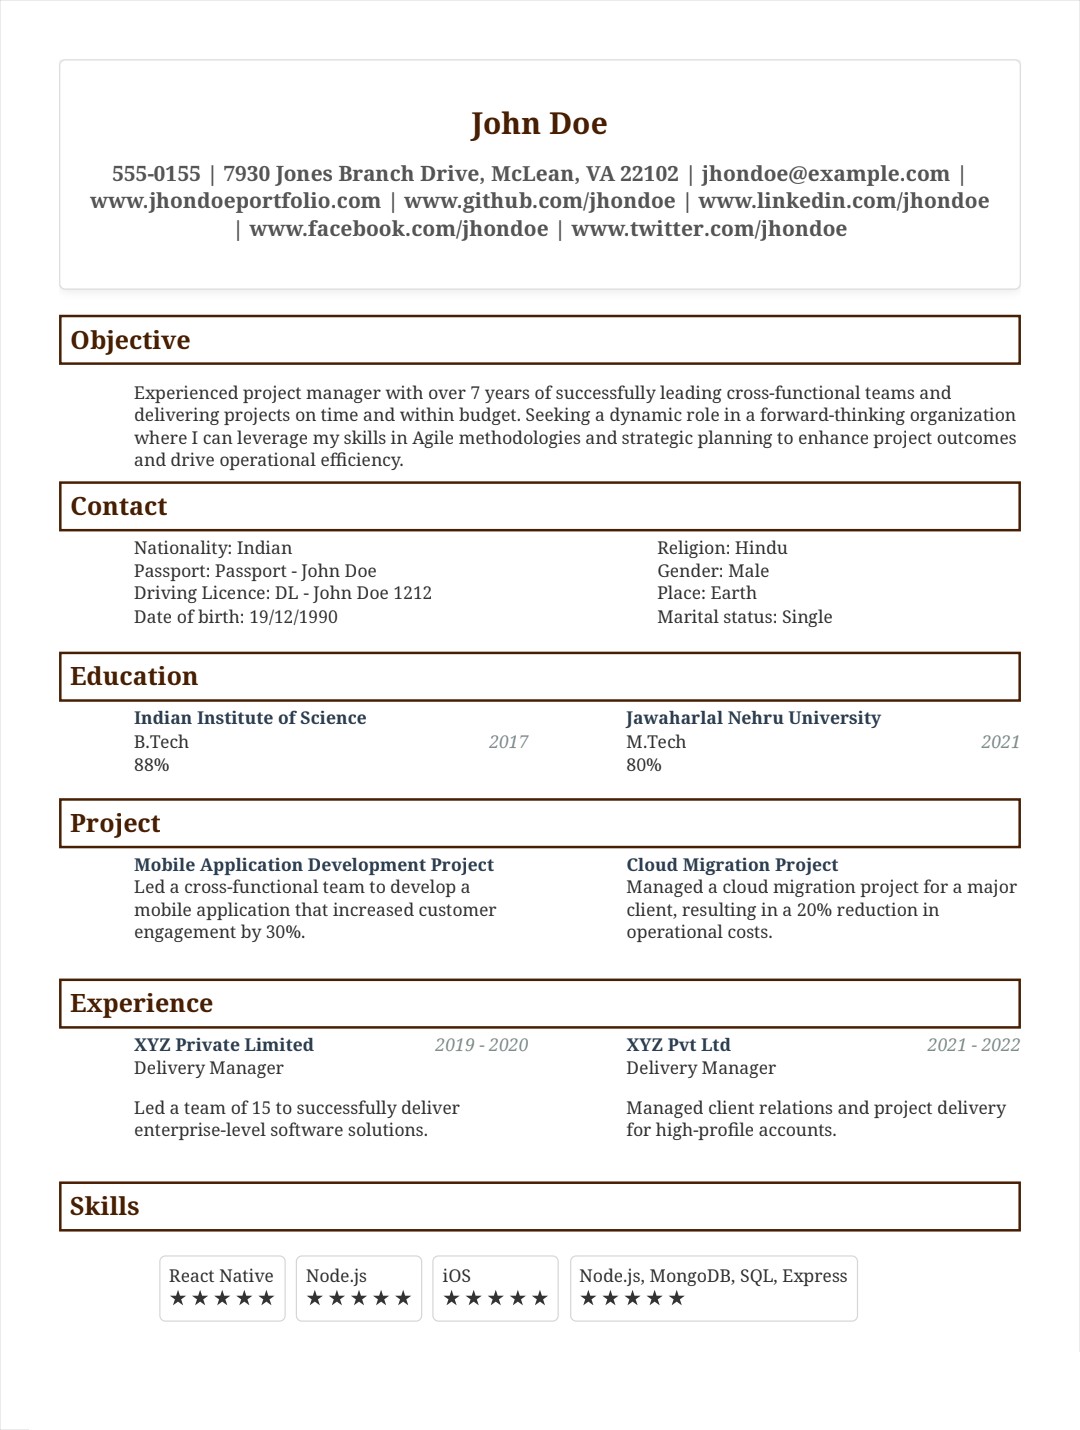 John Doe
555-0155 | 7930 Jones Branch Drive, McLean, VA 22102 | jhondoe@example.com |
www.jhondoeportfolio.com | www.github.com/jhondoe | www.linkedin.com/jhondoe
| www.facebook.com/jhondoe | www.twitter.com/jhondoe
Objective
Experienced project manager with over 7 years of successfully leading cross-functional teams and
delivering projects on time and within budget. Seeking a dynamic role in a forward-thinking organization
where I can leverage my skills in Agile methodologies and strategic planning to enhance project outcomes
and drive operational efficiency.
Contact
Nationality: Indian
Passport: Passport - John Doe
Driving Licence: DL - John Doe 1212
Date of birth: 19/12/1990
Religion: Hindu
Gender: Male
Place: Earth
Marital status: Single
Education
Indian Institute of Science
B.Tech 2017
88%
Jawaharlal Nehru University
M.Tech 2021
80%
Project
Mobile Application Development Project
Led a cross-functional team to develop a
mobile application that increased customer
engagement by 30%.
Cloud Migration Project
Managed a cloud migration project for a major
client, resulting in a 20% reduction in
operational costs.
Experience
XYZ Private Limited 2019 - 2020
Delivery Manager
Led a team of 15 to successfully deliver
enterprise-level software solutions.
XYZ Pvt Ltd 2021 - 2022
Delivery Manager
Managed client relations and project delivery
for high-profile accounts.
Skills
React Native
★★★★★
Node.js
★★★★★
iOS
★★★★★
Node.js, MongoDB, SQL, Express
★★★★★